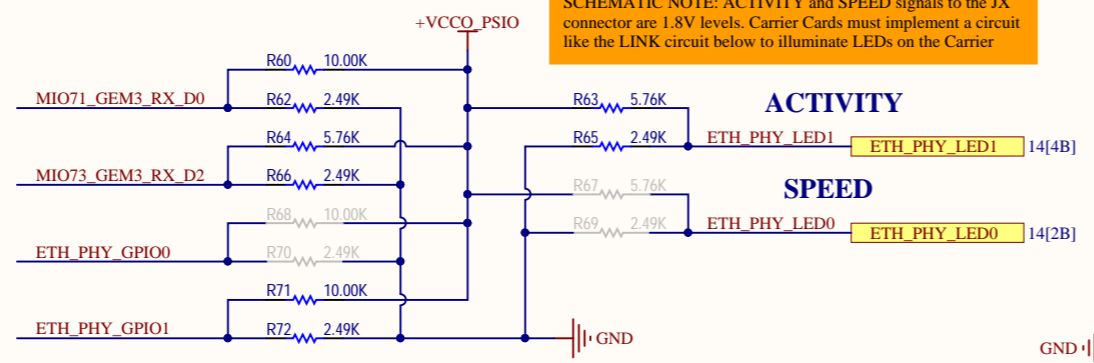 SCHEMATIC NOTE: ACTIVITY and SPEED signals to the JX
connector are 1.8V levels. Carrier Cards must implement a circuit
like the LINK circuit below to illuminate LEDs on the Carrier
+VCCO_PSIO
R60 10.00K
MIO71_GEM3_RX_D0
R62 2.49K
R64 5.76K
MIO73_GEM3_RX_D2
R66 2.49K
R68 10.00K
ETH_PHY_GPIO0
R70 2.49K
R71 10.00K
ETH_PHY_GPIO1
R72 2.49K
R63 5.76K
ACTIVITY
R65 2.49K
ETH_PHY_LED1
ETH_PHY_LED1
14[4B]
R67 5.76K
SPEED
R69 2.49K
ETH_PHY_LED0
ETH_PHY_LED0
14[2B]
GND
GND